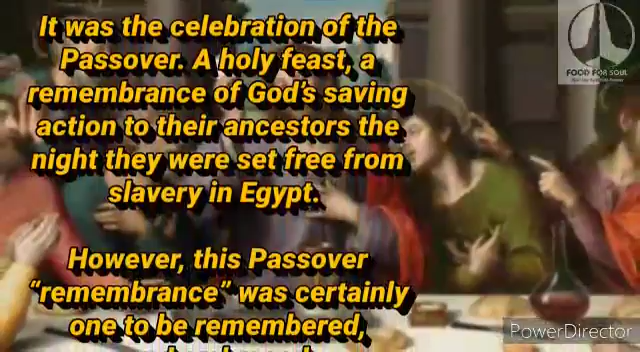 It was the celebration of the
Passover. A holy feast, a
remembrance of God's saving
action to their ancestors the
night they were set free from
slavery in Egypt.
However, this Passover
“remembrance” was certainly
one to be remembered,
FOOD FOR SOUL
PowerDirector